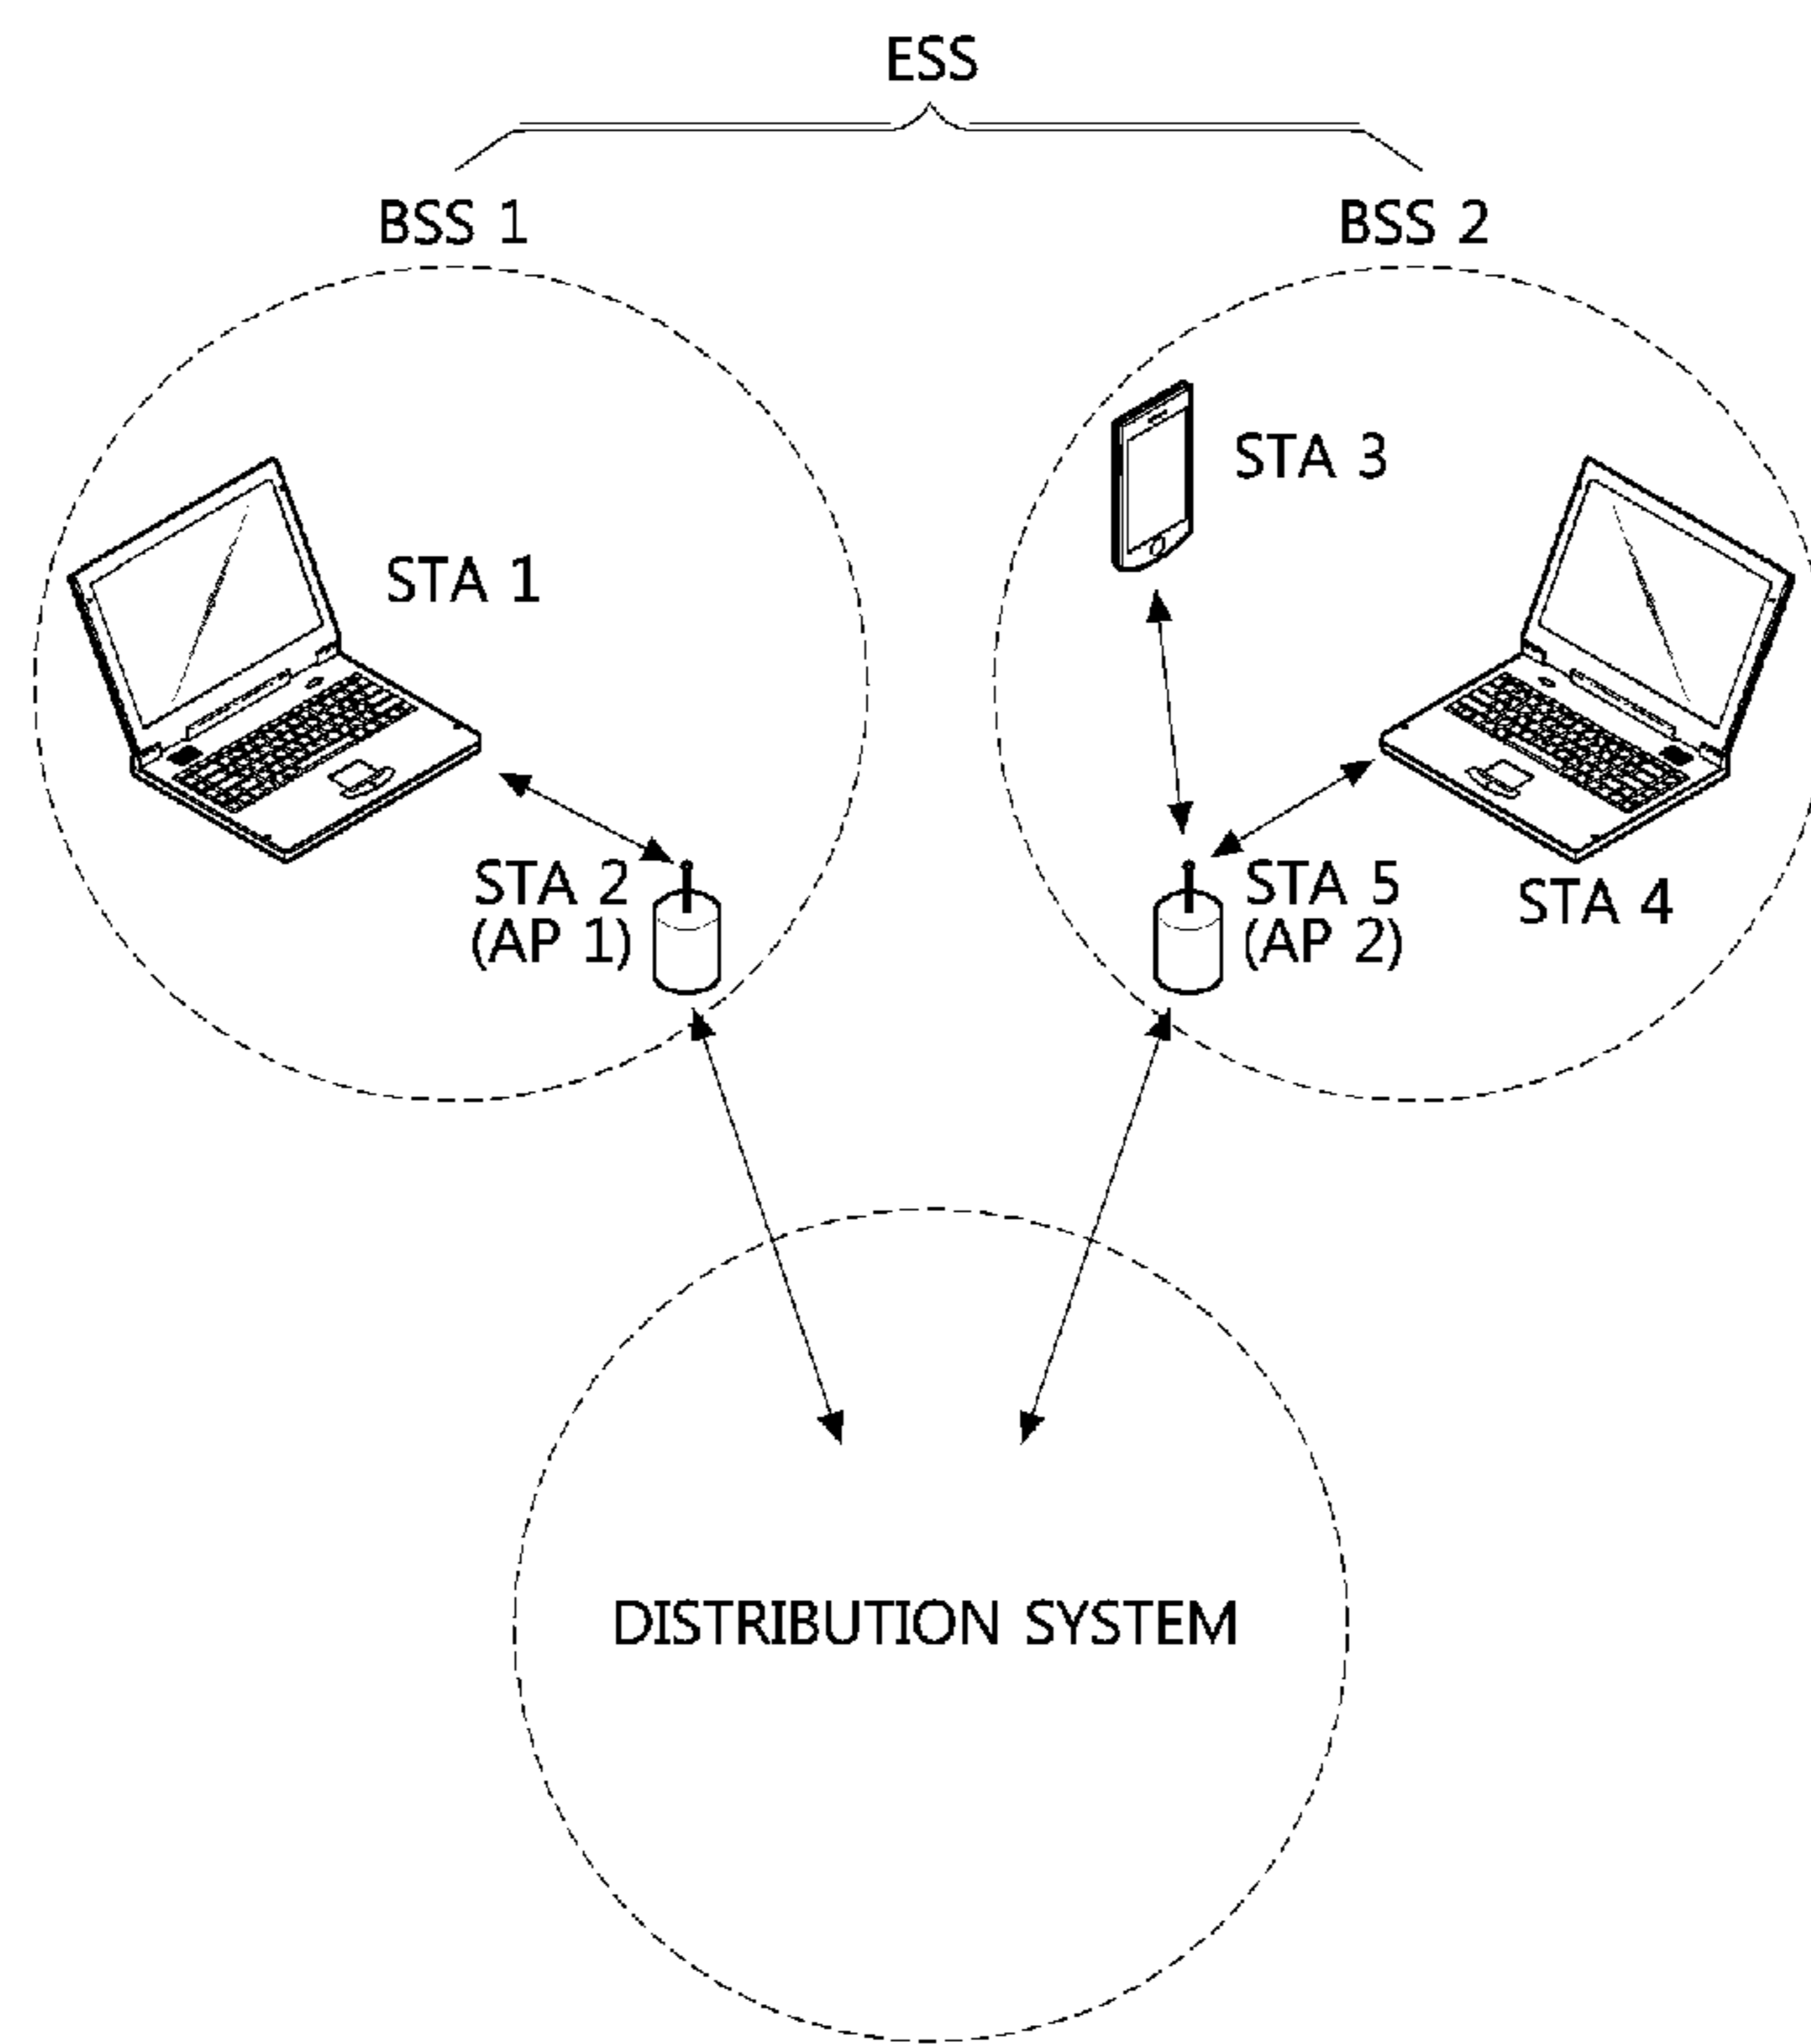 ESS
BSS 1
BSS 2
STA 3
STA 1
STA 2
(AP 1)
STA 5
(AP 2)
STA 4
DISTRIBUTION SYSTEM